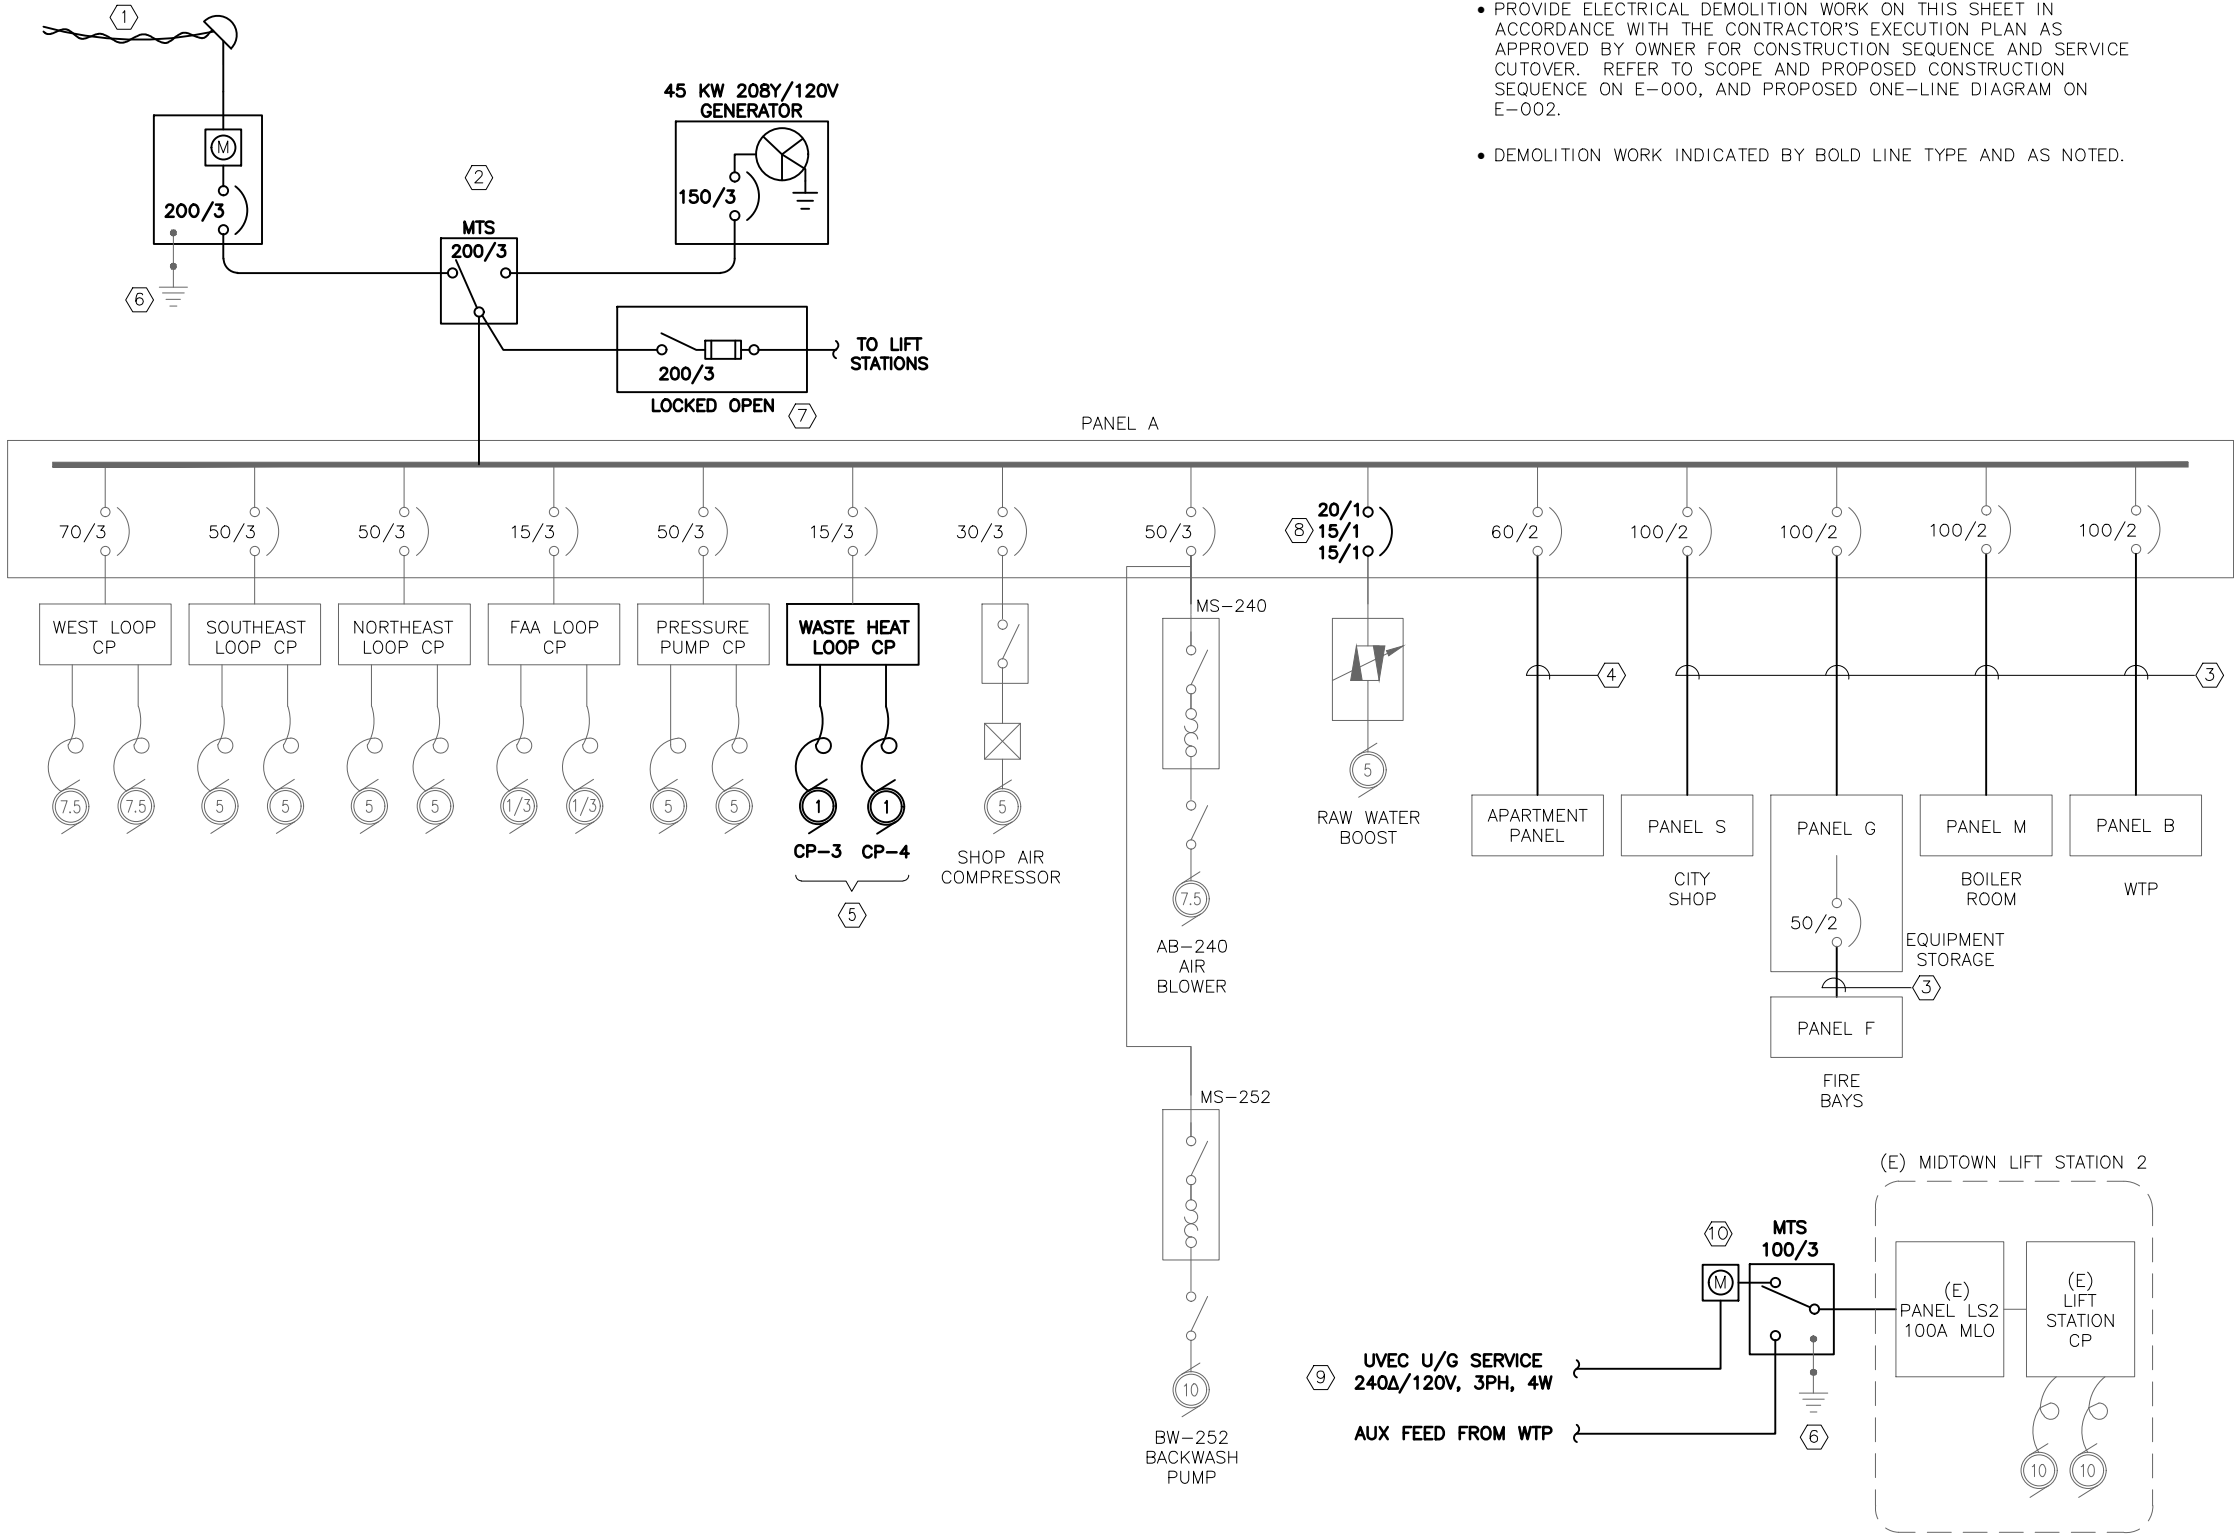 • PROVIDE ELECTRICAL DEMOLITION WORK ON THIS SHEET IN
ACCORDANCE WITH THE CONTRACTOR'S EXECUTION PLAN AS
APPROVED BY OWNER FOR CONSTRUCTION SEQUENCE AND SERVICE
CUTOVER. REFER TO SCOPE AND PROPOSED CONSTRUCTION
SEQUENCE ON E-000, AND PROPOSED ONE-LINE DIAGRAM ON
E-002.
• DEMOLITION WORK INDICATED BY BOLD LINE TYPE AND AS NOTED.
1
M
200/3
6
2
MTS
200/3
45 KW 208Y/120V
GENERATOR
150/3
200/3
LOCKED OPEN
7
TO LIFT
STATIONS
PANEL A
70/3
50/3
50/3
15/3
50/3
15/3
30/3
50/3
8
20/1
15/1
15/1
60/2
100/2
100/2
100/2
100/2
WEST LOOP
CP
SOUTHEAST
LOOP CP
NORTHEAST
LOOP CP
FAA LOOP
CP
PRESSURE
PUMP CP
WASTE HEAT
LOOP CP
MS-240
4
3
7.5
7.5
5
5
5
5
1/3
1/3
5
5
1
1
5
5
CP-3
CP-4
5
SHOP AIR
COMPRESSOR
RAW WATER
BOOST
7.5
AB-240
AIR
BLOWER
APARTMENT
PANEL
PANEL S
CITY
SHOP
PANEL G
50/2
EQUIPMENT
STORAGE
3
PANEL F
FIRE
BAYS
PANEL M
BOILER
ROOM
PANEL B
WTP
MS-252
10
BW-252
BACKWASH
PUMP
(E) MIDTOWN LIFT STATION 2
10
MTS
100/3
M
(E)
PANEL LS2
100A MLO
(E)
LIFT
STATION
CP
9
UVEC U/G SERVICE
240Δ/120V, 3PH, 4W
AUX FEED FROM WTP
6
10
10